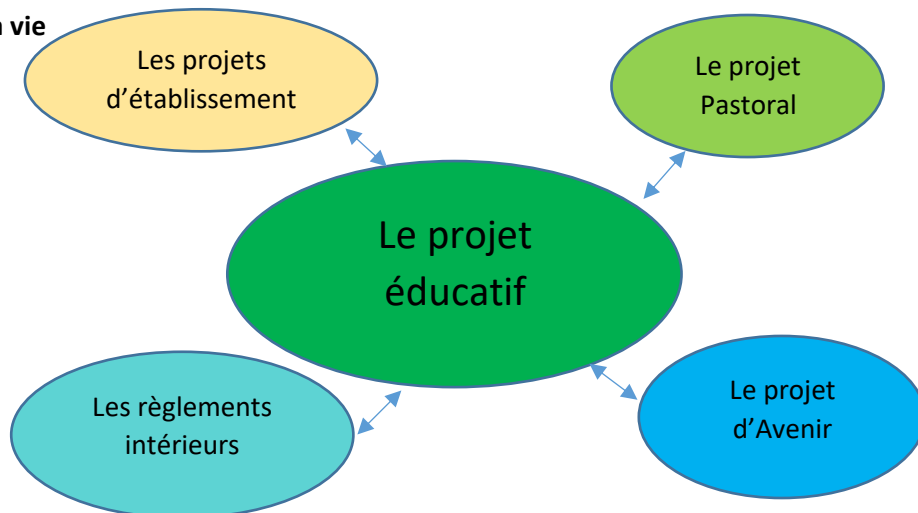 vie
Les projets
d’établissement
Le projet
Pastoral
Le projet
éducatif
Les règlements
intérieurs
Le projet
d’Avenir